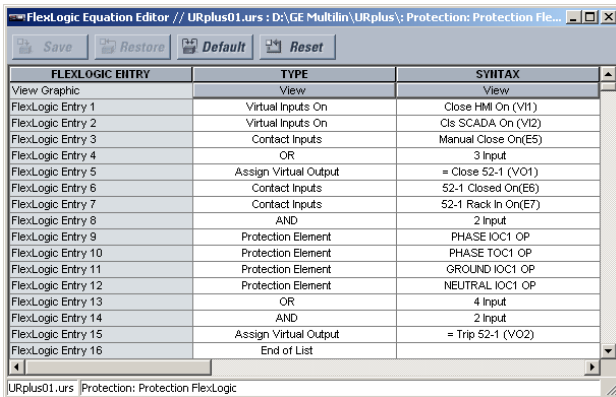 FlexLogic Equation Editor // URplus01.urs : D:\GE Multilin\URplus\: Protection: Protection Fle...
Save Restore Default Reset
FLEXLOGIC ENTRY TYPE SYNTAX
View Graphic View View
FlexLogic Entry 1 Virtual Inputs On Close HMI On (VI1)
FlexLogic Entry 2 Virtual Inputs On Cls SCADA On (VI2)
FlexLogic Entry 3 Contact Inputs Manual Close On(E5)
FlexLogic Entry 4 OR 3 Input
FlexLogic Entry 5 Assign Virtual Output = Close 52-1 (VO1)
FlexLogic Entry 6 Contact Inputs 52-1 Closed On(E6)
FlexLogic Entry 7 Contact Inputs 52-1 Rack In On(E7)
FlexLogic Entry 8 AND 2 Input
FlexLogic Entry 9 Protection Element PHASE IOC1 OP
FlexLogic Entry 10 Protection Element PHASE TOC1 OP
FlexLogic Entry 11 Protection Element GROUND IOC1 OP
FlexLogic Entry 12 Protection Element NEUTRAL IOC1 OP
FlexLogic Entry 13 OR 4 Input
FlexLogic Entry 14 AND 2 Input
FlexLogic Entry 15 Assign Virtual Output = Trip 52-1 (VO2)
FlexLogic Entry 16 End of List
URplus01.urs Protection: Protection FlexLogic